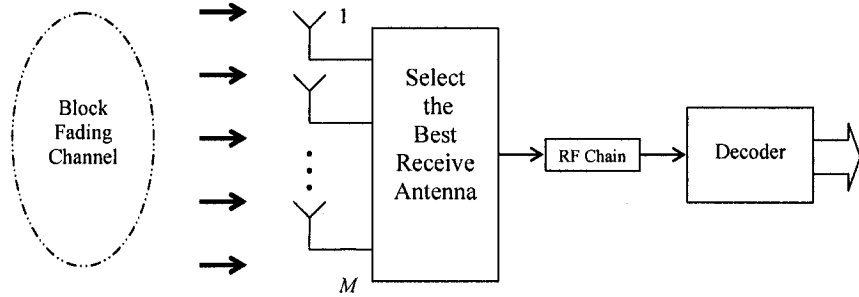 Block
Fading
Channel
1
M
Select
the
Best
Receive
Antenna
RF Chain
Decoder